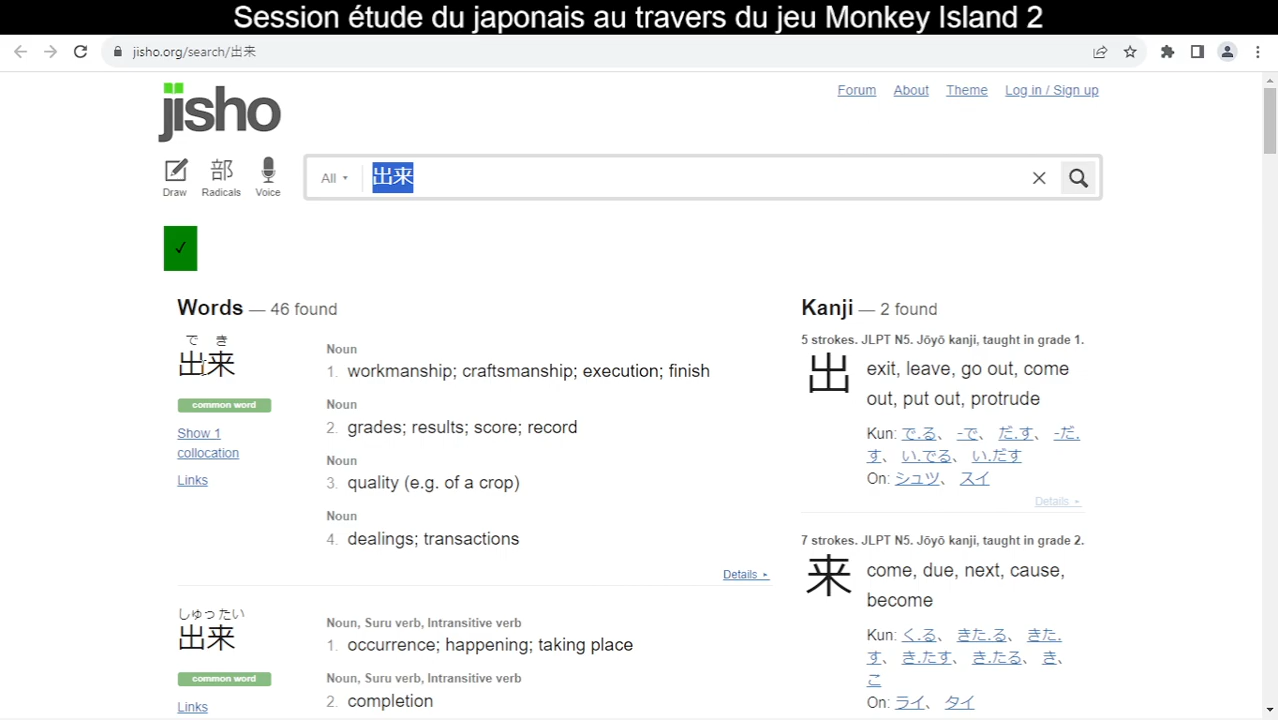 Session étude du japonais au travers du jeu Monkey Island 2
jisho.org/search/出来
Forum About Theme Log in / Sign up
jisho
Draw
部
Radicals
Voice
All
出来
✓
Words — 46 found
でき
出来
common word
Show 1
collocation
Links
Noun
1. workmanship; craftsmanship; execution; finish
Noun
2. grades; results; score; record
Noun
3. quality (e.g. of a crop)
Noun
4. dealings; transactions
Details ▸
しゅったい
出来
common word
Links
Noun, Suru verb, Intransitive verb
1. occurrence; happening; taking place
Noun, Suru verb, Intransitive verb
2. completion
Kanji — 2 found
5 strokes. JLPT N5. Jōyō kanji, taught in grade 1.
出
exit, leave, go out, come
out, put out, protrude
Kun: で.る、 -で、 だ.す、 -だ.
す、 い.でる、 い.だす
On: シュツ、 スイ
Details ▸
7 strokes. JLPT N5. Jōyō kanji, taught in grade 2.
来
come, due, next, cause,
become
Kun: く.る、 きた.る、 きた.
す、 き.たす、 き.たる、 き、
こ
On: ライ、 タイ